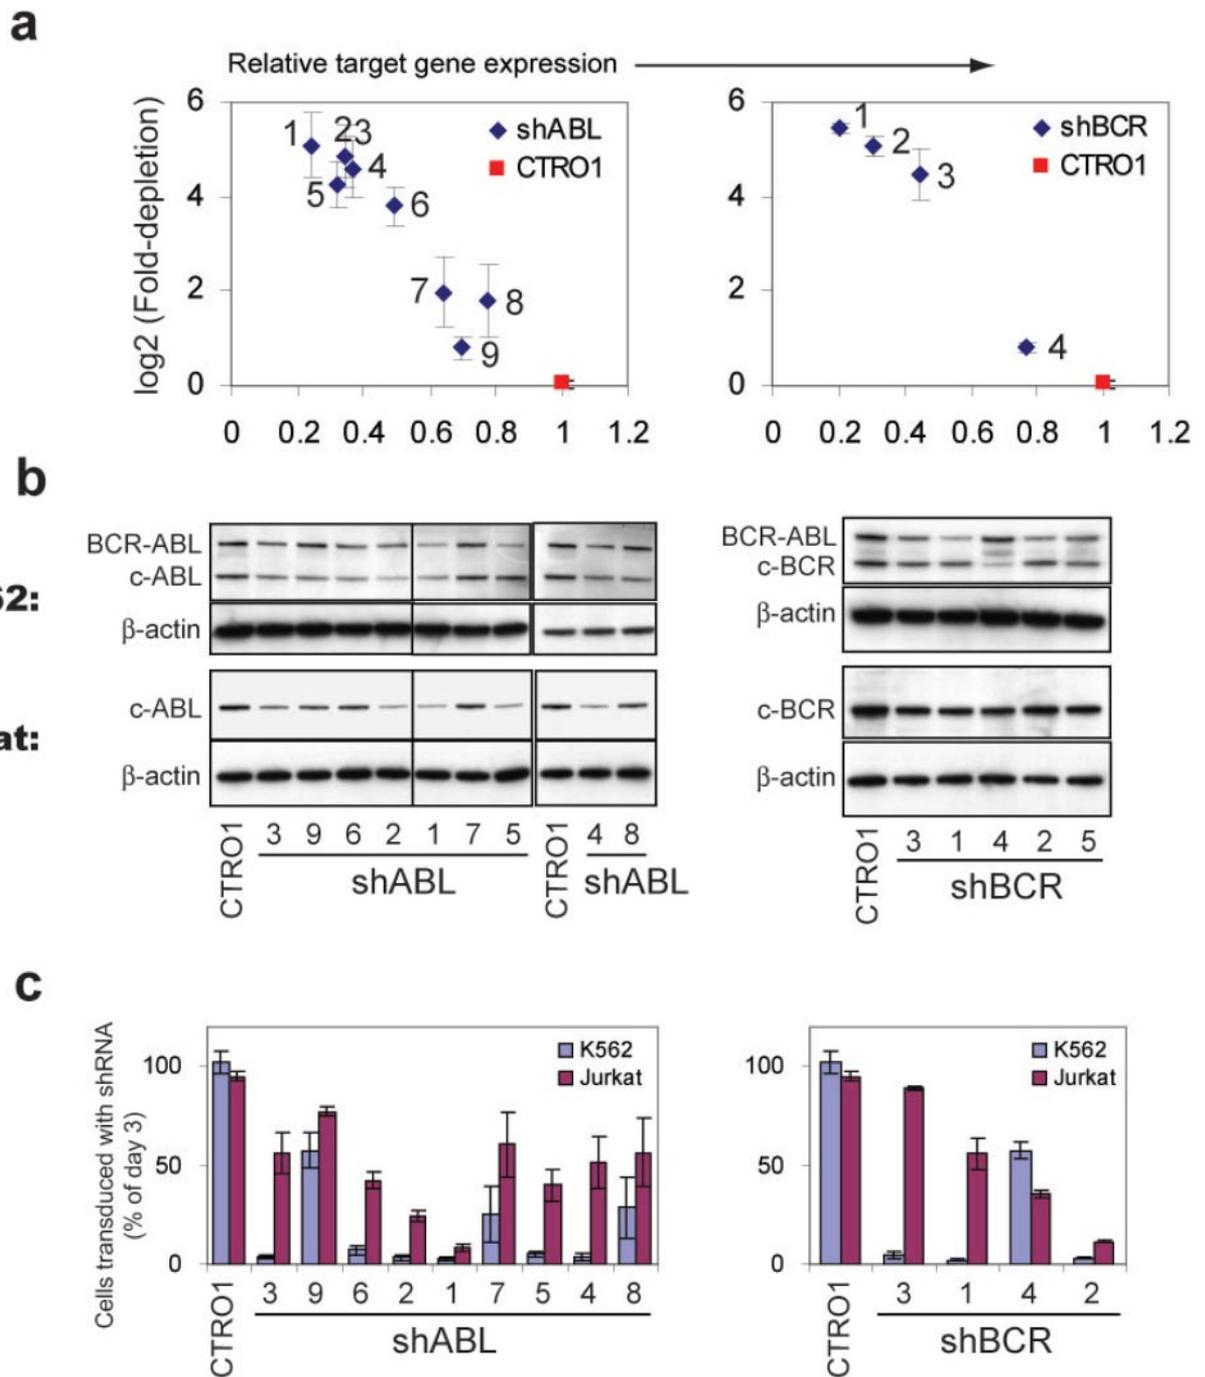 a
Relative target gene expression
log2 (Fold-depletion)
6
4
2
0
0 0.2 0.4 0.6 0.8 1 1.2
1
23
4
5
6
7
8
9
shABL
CTRO1
6
4
2
0
0 0.2 0.4 0.6 0.8 1 1.2
1
2
3
4
shBCR
CTRO1
b
62:
BCR-ABL
c-ABL
β-actin
at:
c-ABL
β-actin
CTRO1 3 9 6 2 1 7 5 CTRO1 4 8
shABL shABL
BCR-ABL
c-BCR
β-actin
c-BCR
β-actin
CTRO1 3 1 4 2 5
shBCR
c
Cells transduced with shRNA
(% of day 3)
100
50
0
K562
Jurkat
CTRO1 3 9 6 2 1 7 5 4 8
shABL
100
50
0
K562
Jurkat
CTRO1 3 1 4 2
shBCR